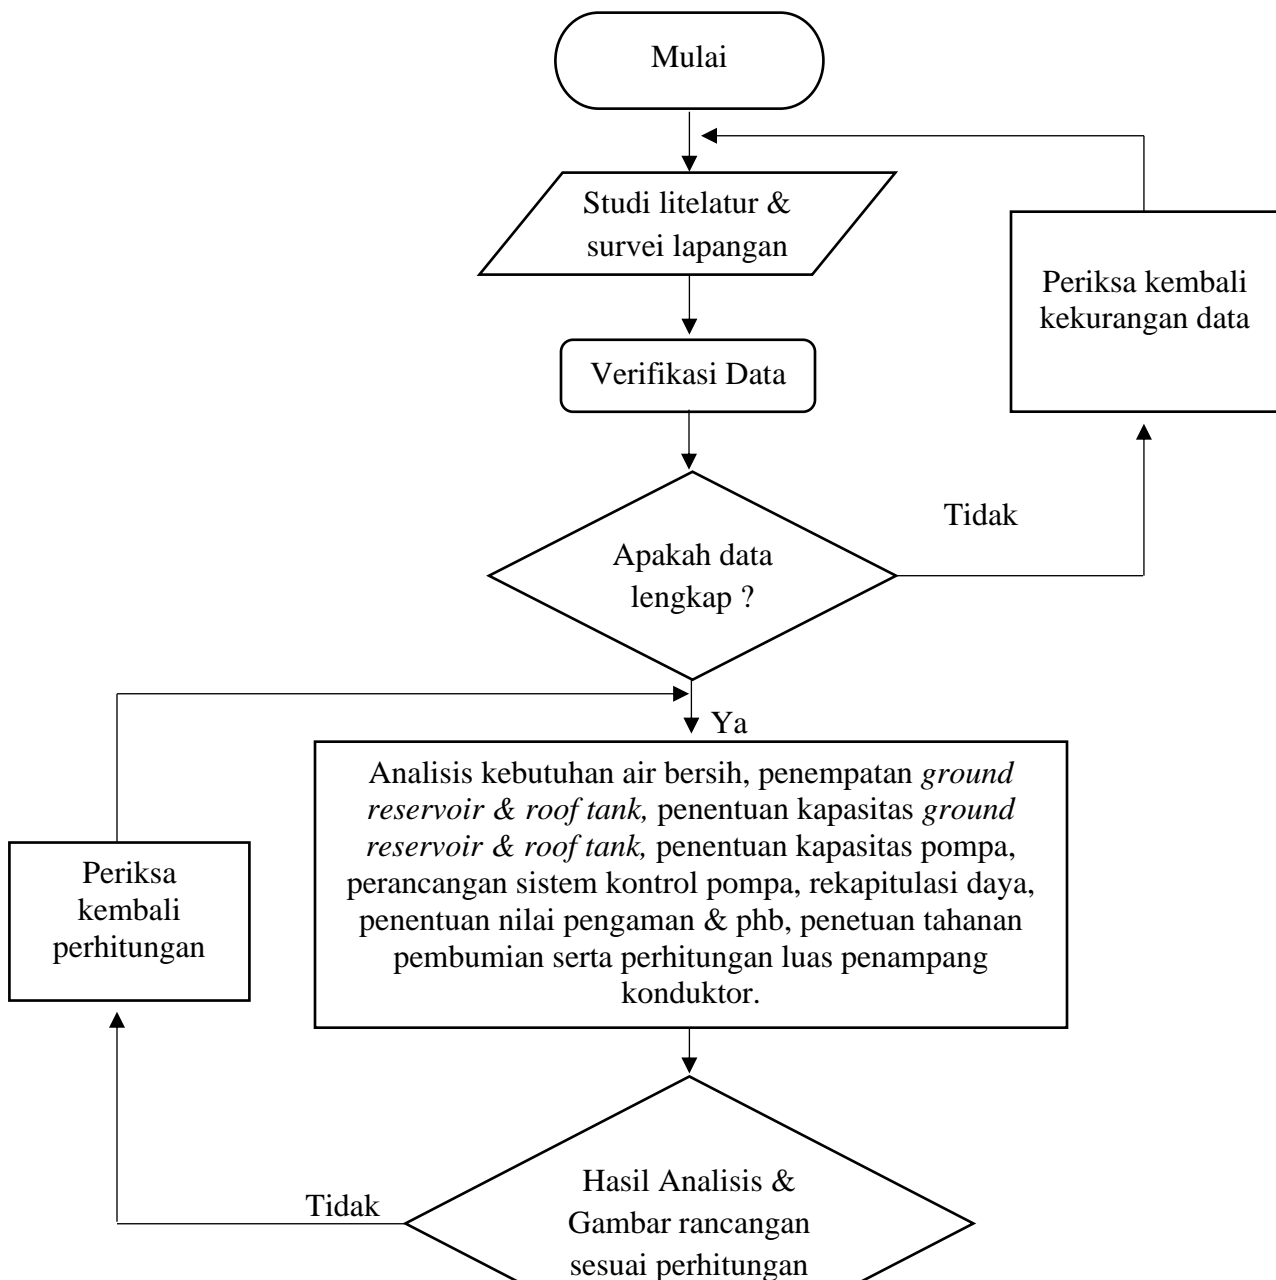 Mulai
Studi litelatur &
survei lapangan
Periksa kembali
kekurangan data
Verifikasi Data
Tidak
Apakah data
lengkap ?
Ya
Analisis kebutuhan air bersih, penempatan ground
reservoir & roof tank, penentuan kapasitas ground
reservoir & roof tank, penentuan kapasitas pompa,
perancangan sistem kontrol pompa, rekapitulasi daya,
penentuan nilai pengaman & phb, penetuan tahanan
pembumian serta perhitungan luas penampang
konduktor.
Periksa
kembali
perhitungan
Tidak
Hasil Analisis &
Gambar rancangan
sesuai perhitungan